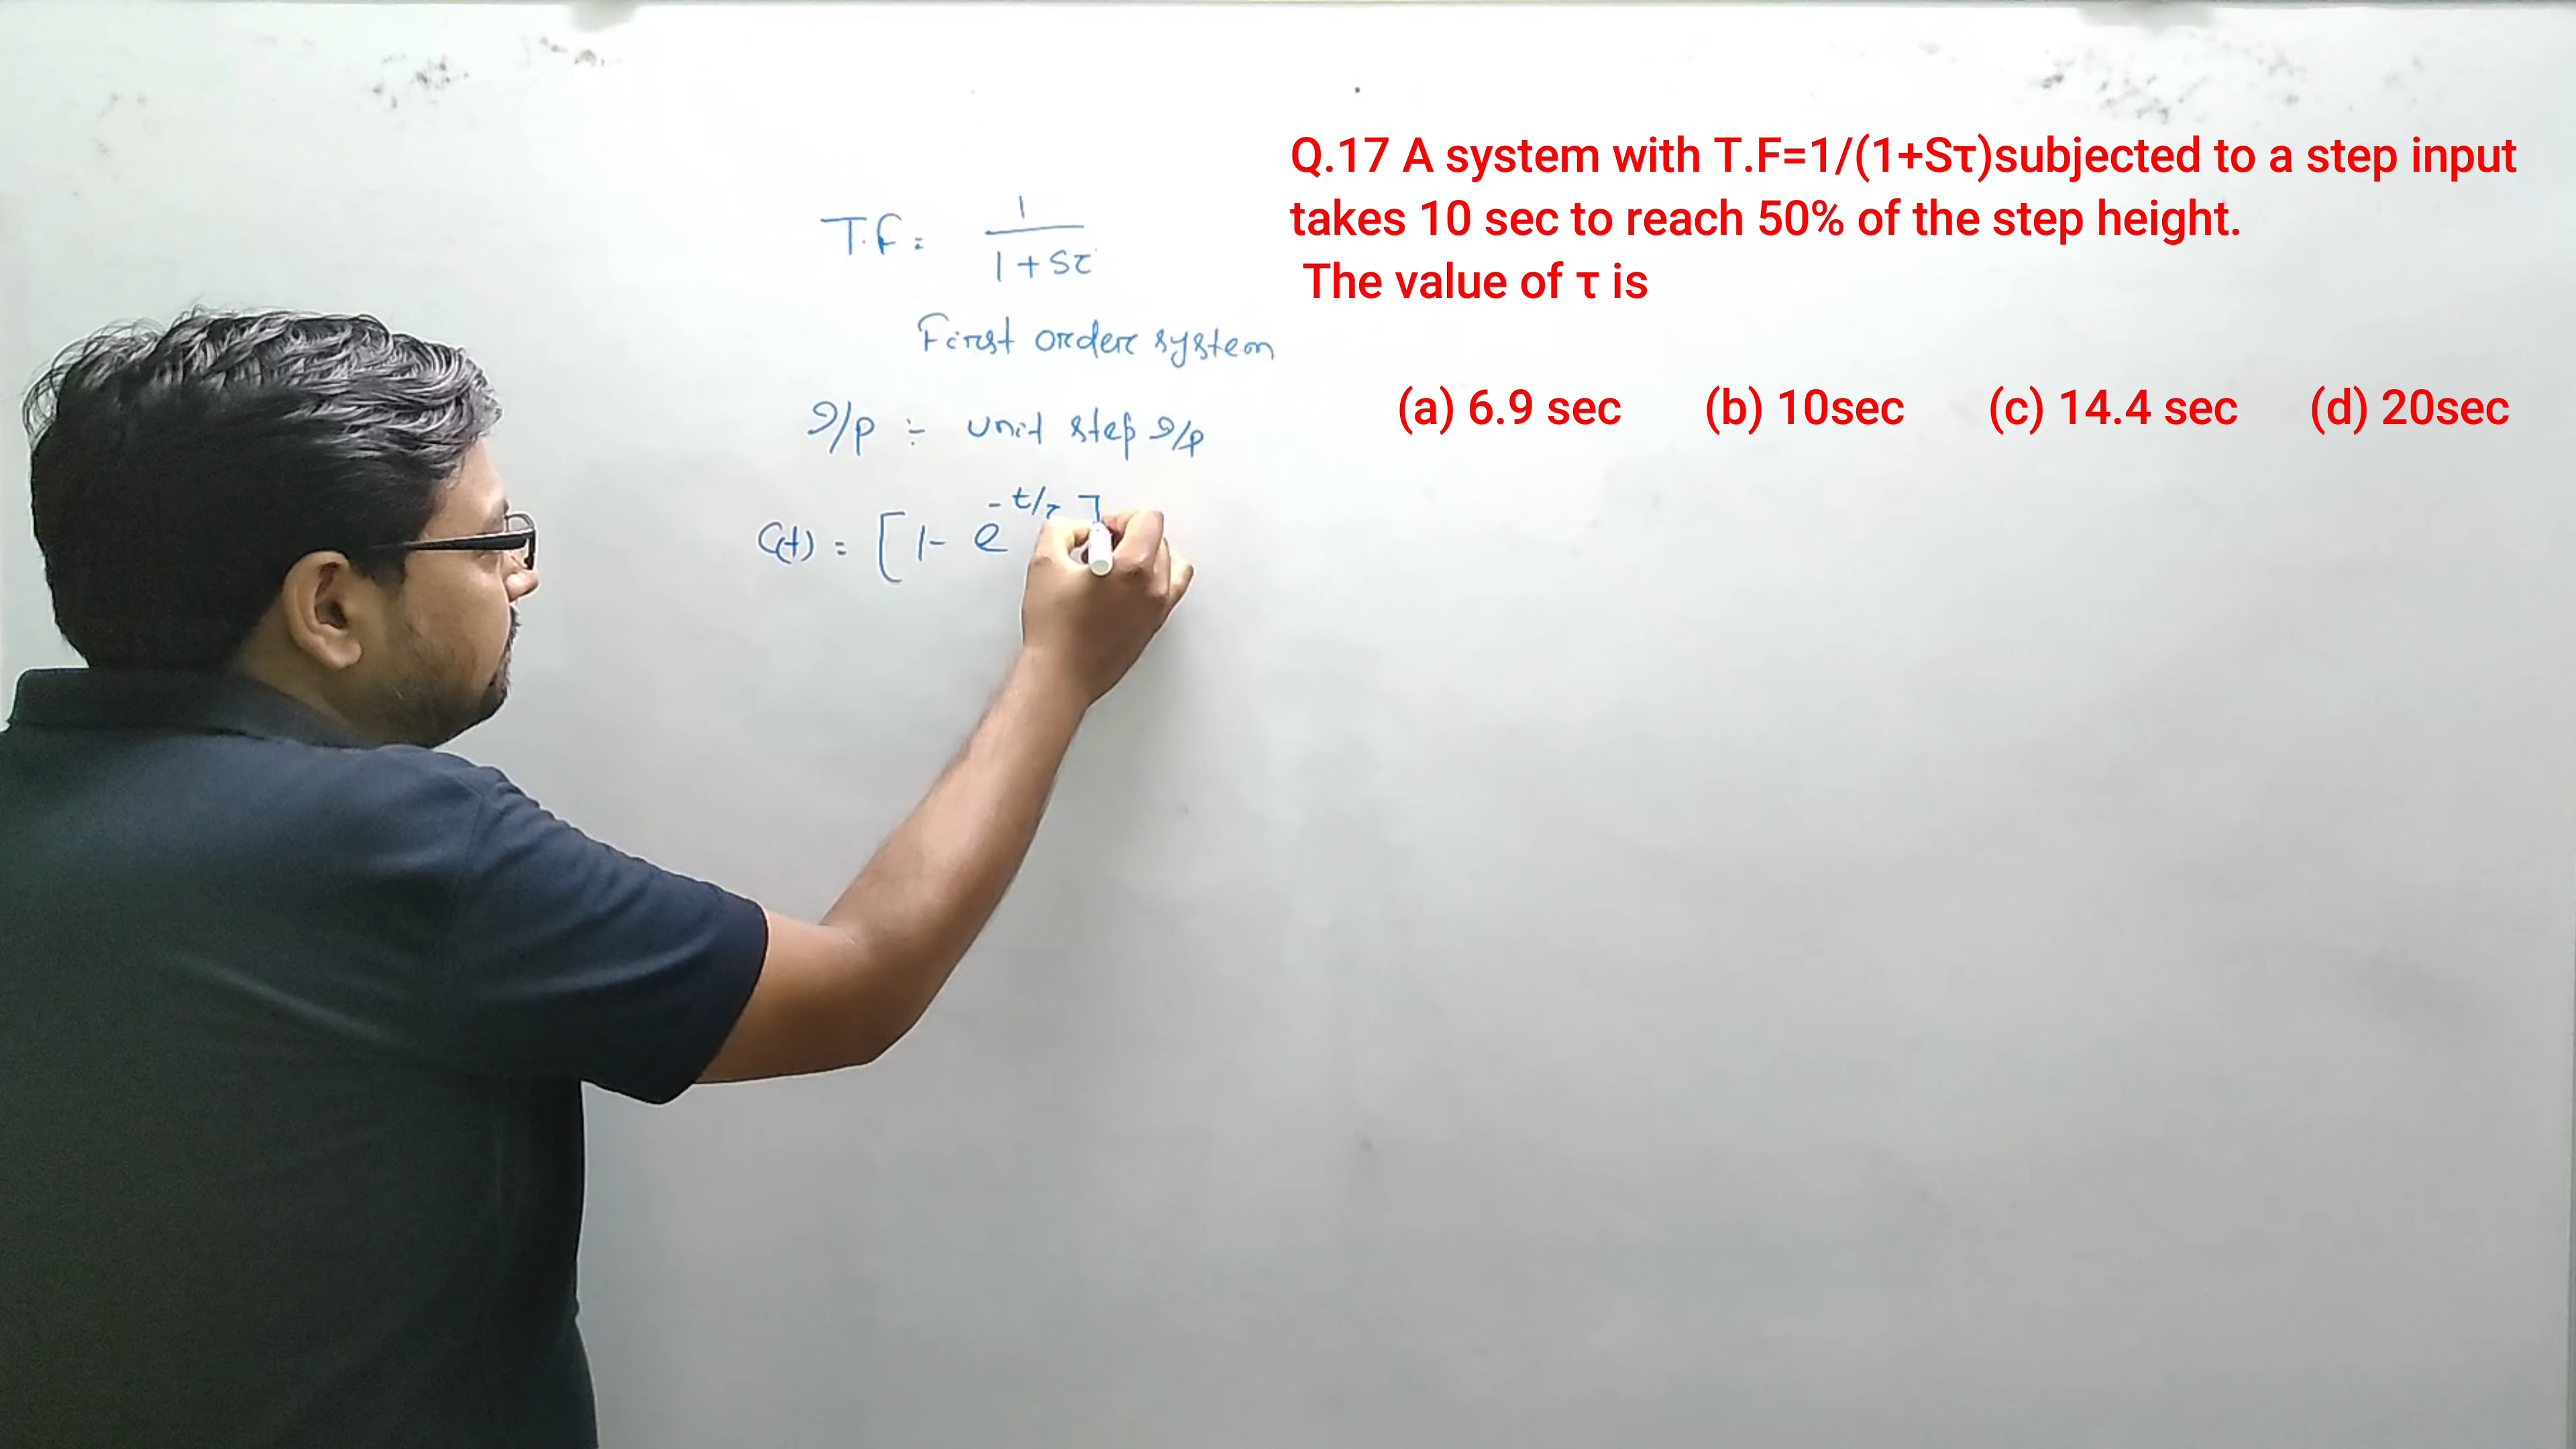 T.F = 1 / 1 + Sτ
First order system
I/P = unit step I/P
C(t) = [1 - e^-t/τ]
Q.17 A system with T.F=1/(1+Sτ)subjected to a step input
takes 10 sec to reach 50% of the step height.
The value of τ is
(a) 6.9 sec (b) 10sec (c) 14.4 sec (d) 20sec